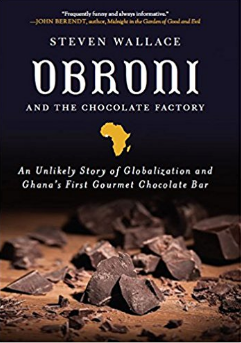 "Frequently funny and always informative."
—JOHN BERENDT, author, Midnight in the Garden of Good and Evil
STEVEN WALLACE
OBRONI
AND THE CHOCOLATE FACTORY
An Unlikely Story of Globalization and
Ghana's First Gourmet Chocolate Bar